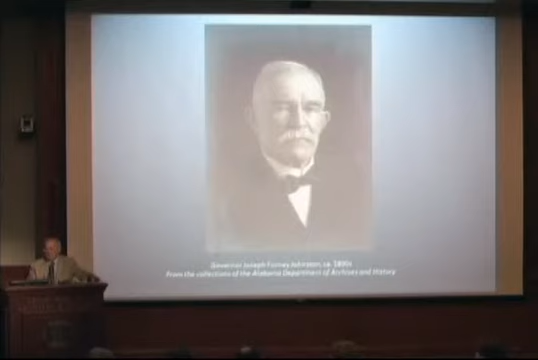 Governor Joseph Forney Johnston, ca. 1890s
From the collections of the Alabama Department of Archives and History